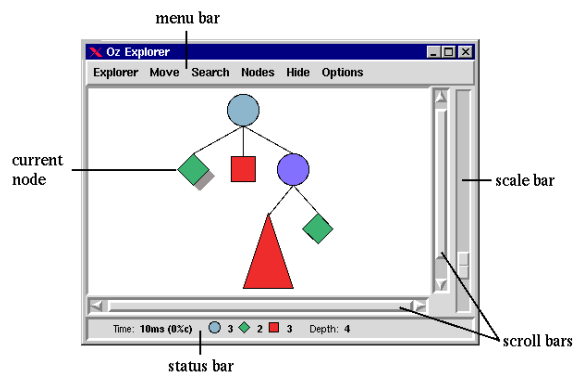 menu bar
Oz Explorer
Explorer Move Search Nodes Hide Options
current
node
scale bar
Time: 10ms (0%c) 3 2 3 Depth: 4
scroll bars
status bar